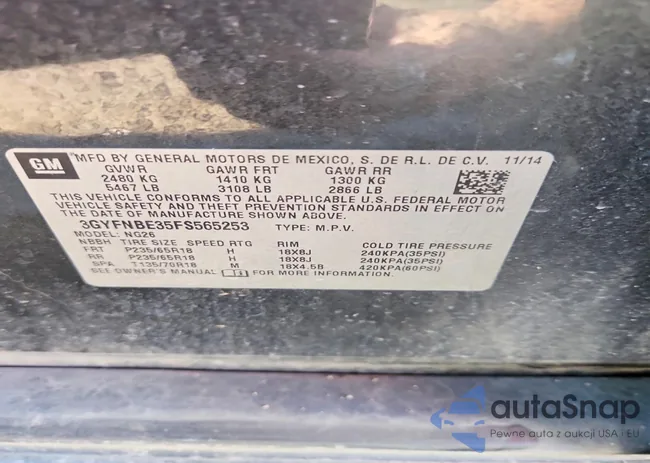 GM MFD BY GENERAL MOTORS DE MEXICO, S. DE R.L. DE C.V. 11/14
GVWR GAWR FRT GAWR RR
2480 KG 1410 KG 1300 KG
5467 LB 3108 LB 2866 LB
THIS VEHICLE CONFORMS TO ALL APPLICABLE U.S. FEDERAL MOTOR
VEHICLE SAFETY AND THEFT PREVENTION STANDARDS IN EFFECT ON
THE DATE OF MANUFACTURE SHOWN ABOVE.
3GYFNBE35FS565253 TYPE: M.P.V.
MODEL: NG26
NBBH TIRE SIZE SPEED RTG RIM COLD TIRE PRESSURE
FRT P235/65R18 H 18X8J 240KPA(35PSI)
RR P235/65R18 H 18X8J 240KPA(35PSI)
SPA T135/70R18 M 18X4.5B 420KPA(60PSI)
SEE OWNER'S MANUAL FOR MORE INFORMATION.
autaSnap
Pewne auta z aukcji USA i EU